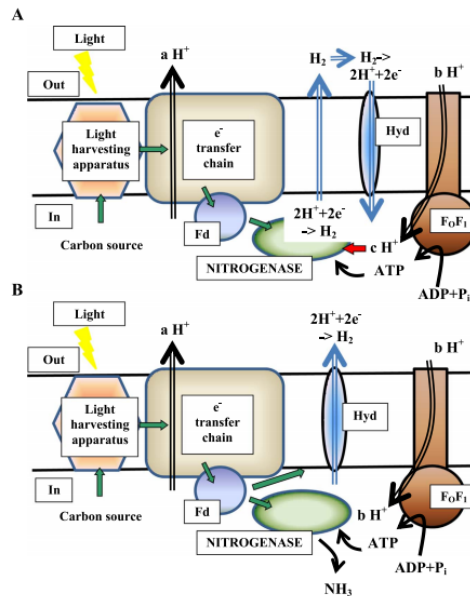 A
Light
Out
a H⁺
H₂
H₂->
2H⁺+2e⁻
b H⁺
Light
harvesting
apparatus
e⁻
transfer
chain
Hyd
In
Carbon source
Fd
2H⁺+2e⁻
-> H₂
c H⁺
F₀F₁
NITROGENASE
ATP
ADP+Pᵢ
B
Light
Out
a H⁺
2H⁺+2e⁻
-> H₂
b H⁺
Light
harvesting
apparatus
e⁻
transfer
chain
Hyd
In
Carbon source
Fd
b H⁺
F₀F₁
NITROGENASE
ATP
ADP+Pᵢ
NH₃